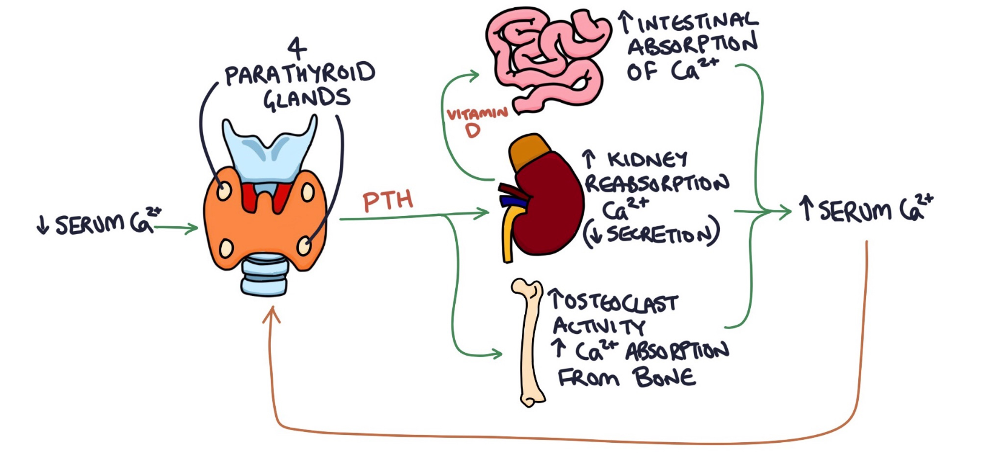 4
PARATHYROID
GLANDS
↓ SERUM Ca²⁺
PTH
VITAMIN
D
↑ INTESTINAL
ABSORPTION
OF Ca²⁺
↑ KIDNEY
REABSORPTION
Ca²⁺
(↓ SECRETION)
↑ OSTEOCLAST
ACTIVITY
↑ Ca²⁺ ABSORPTION
FROM BONE
↑ SERUM Ca²⁺